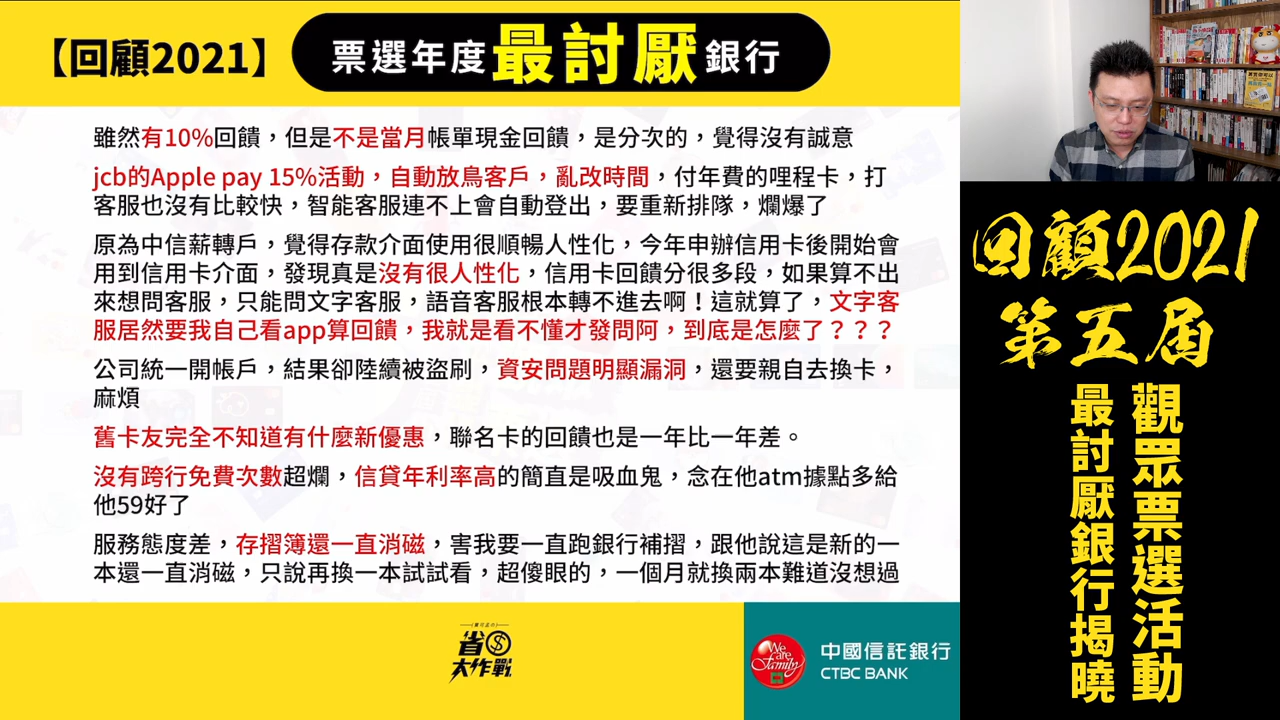 【回顧2021】
票選年度最討厭銀行
雖然有10%回饋，但是不是當月帳單現金回饋，是分次的，覺得沒有誠意
jcb的Apple pay 15%活動，自動放鳥客戶，亂改時間，付年費的哩程卡，打
客服也沒有比較快，智能客服連不上會自動登出，要重新排隊，爛爆了
原為中信薪轉戶，覺得存款介面使用很順暢人性化，今年申辦信用卡後開始會
用到信用卡介面，發現真是沒有很人性化，信用卡回饋分很多段，如果算不出
來想問客服，只能問文字客服，語音客服根本轉不進去啊！這就算了，文字客
服居然要我自己看app算回饋，我就是看不懂才發問阿，到底是怎麼了？？？
公司統一開帳戶，結果卻陸續被盜刷，資安問題明顯漏洞，還要親自去換卡，
麻煩
舊卡友完全不知道有什麼新優惠，聯名卡的回饋也是一年比一年差。
沒有跨行免費次數超爛，信貸年利率高的簡直是吸血鬼，念在他atm據點多給
他59好了
服務態度差，存摺簿還一直消磁，害我要一直跑銀行補摺，跟他說這是新的一
本還一直消磁，只說再換一本試試看，超傻眼的，一個月就換兩本難道沒想過
省大作戰
We are Family
中國信託銀行
CTBC BANK
回顧2021
第五屆
觀眾票選活動
最討厭銀行揭曉